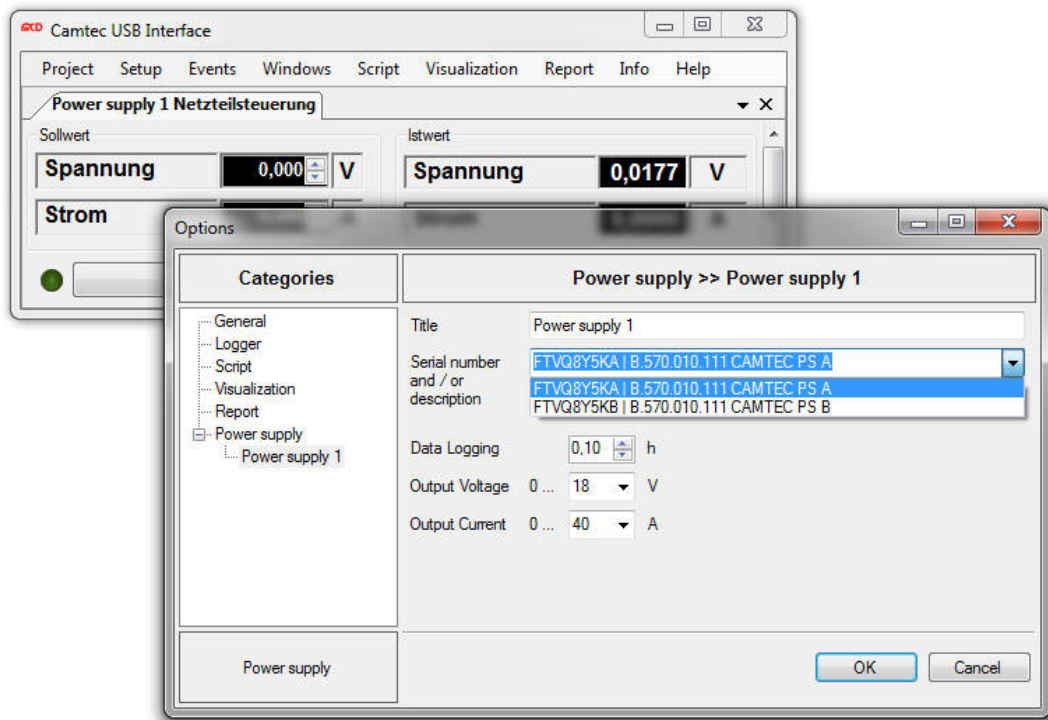 GKD Camtec USB Interface
Project Setup Events Windows Script Visualization Report Info Help
Power supply 1 Netzteilsteuerung
Sollwert
Istwert
Spannung 0,000 V
Spannung 0,0177 V
Strom
Options
Categories
Power supply >> Power supply 1
General
Logger
Script
Visualization
Report
Power supply
Power supply 1
Title Power supply 1
Serial number
and / or
description
FTVQ8Y5KA | B.570.010.111 CAMTEC PS A
FTVQ8Y5KA | B.570.010.111 CAMTEC PS A
FTVQ8Y5KB | B.570.010.111 CAMTEC PS B
Data Logging 0,10 h
Output Voltage 0 ... 18 V
Output Current 0 ... 40 A
Power supply
OK Cancel